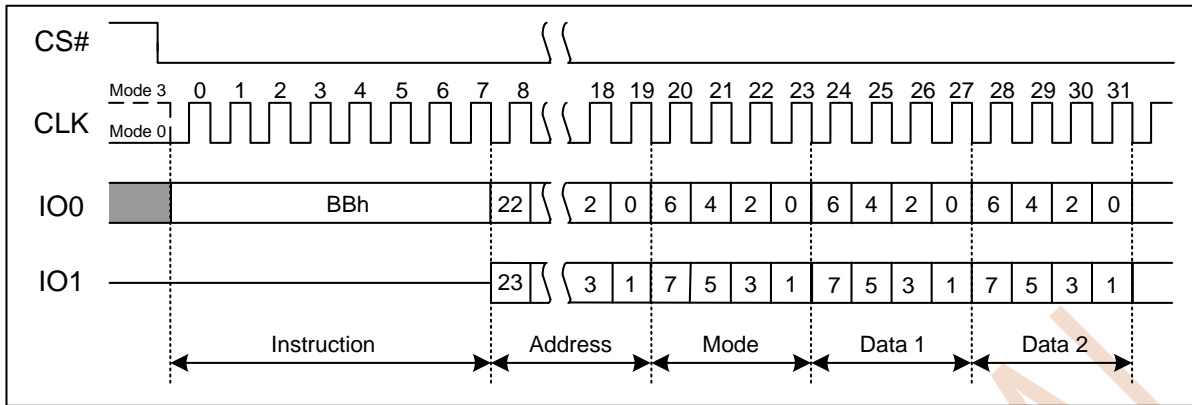 CS#
Mode 3 0 1 2 3 4 5 6 7 8 18 19 20 21 22 23 24 25 26 27 28 29 30 31
CLK
Mode 0
IO0 BBh 22 2 0 6 4 2 0 6 4 2 0 6 4 2 0
IO1 23 3 1 7 5 3 1 7 5 3 1 7 5 3 1
Instruction Address Mode Data 1 Data 2